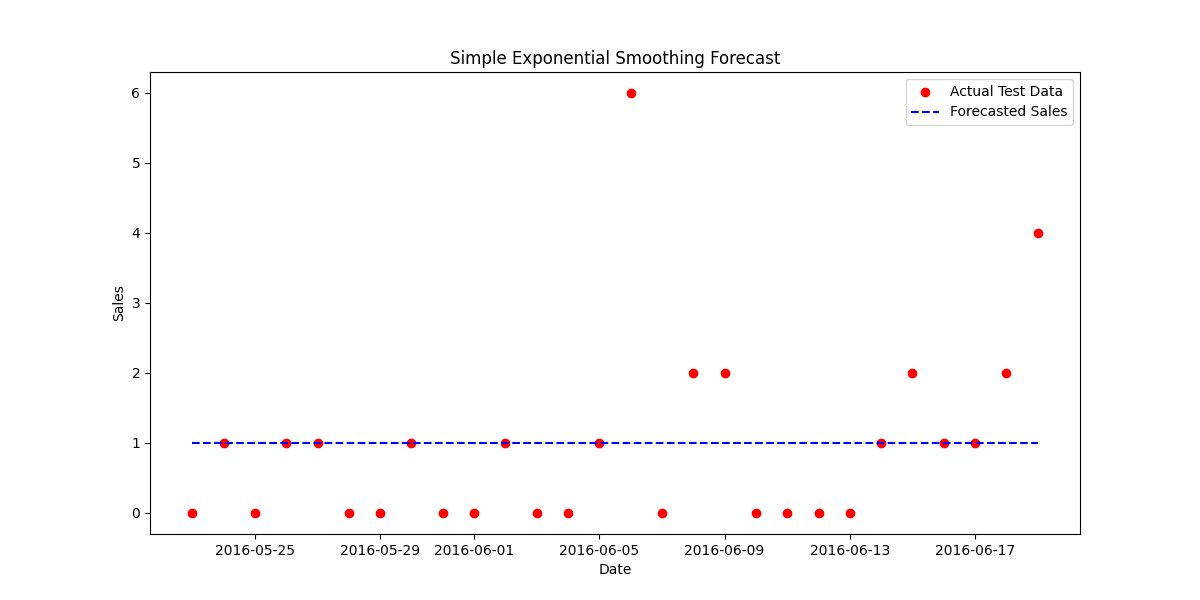 Simple Exponential Smoothing Forecast
Actual Test Data
Forecasted Sales
6
5
4
3
2
1
0
Sales
2016-05-25 2016-05-29 2016-06-01 2016-06-05 2016-06-09 2016-06-13 2016-06-17
Date